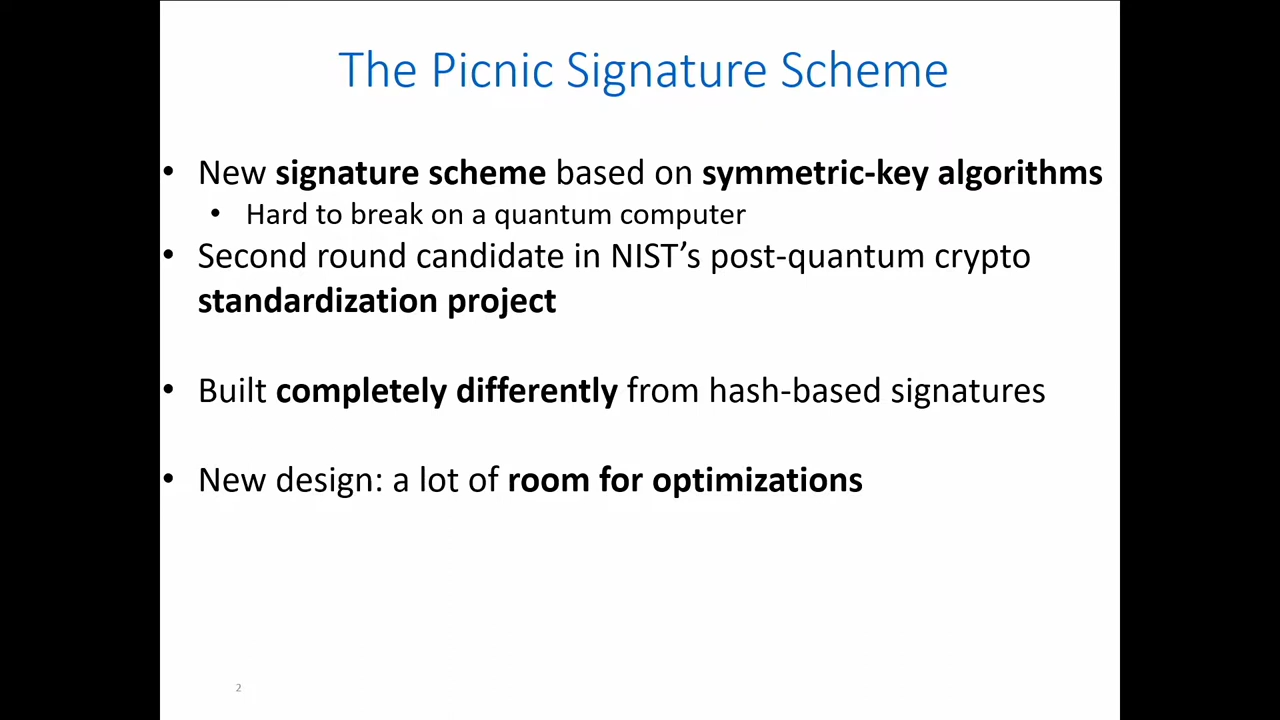 The Picnic Signature Scheme
• New signature scheme based on symmetric-key algorithms
• Hard to break on a quantum computer
• Second round candidate in NIST’s post-quantum crypto
standardization project
• Built completely differently from hash-based signatures
• New design: a lot of room for optimizations
2